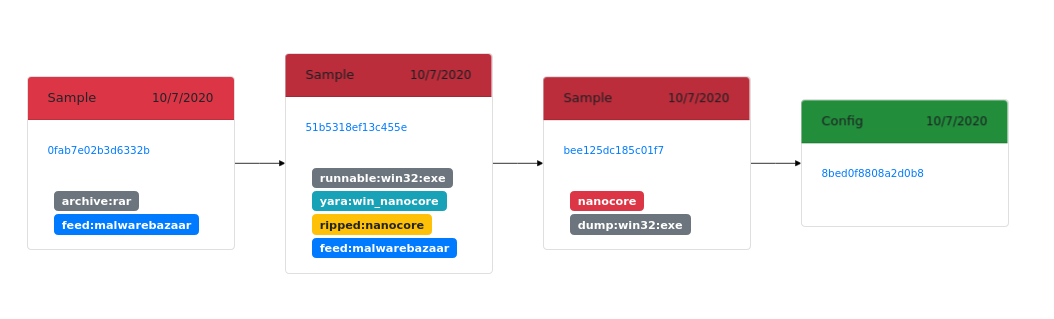 Sample 10/7/2020
0fab7e02b3d6332b
archive:rar
feed:malwarebazaar
Sample 10/7/2020
51b5318ef13c455e
runnable:win32:exe
yara:win_nanocore
ripped:nanocore
feed:malwarebazaar
Sample 10/7/2020
bee125dc185c01f7
nanocore
dump:win32:exe
Config 10/7/2020
8bed0f8808a2d0b8